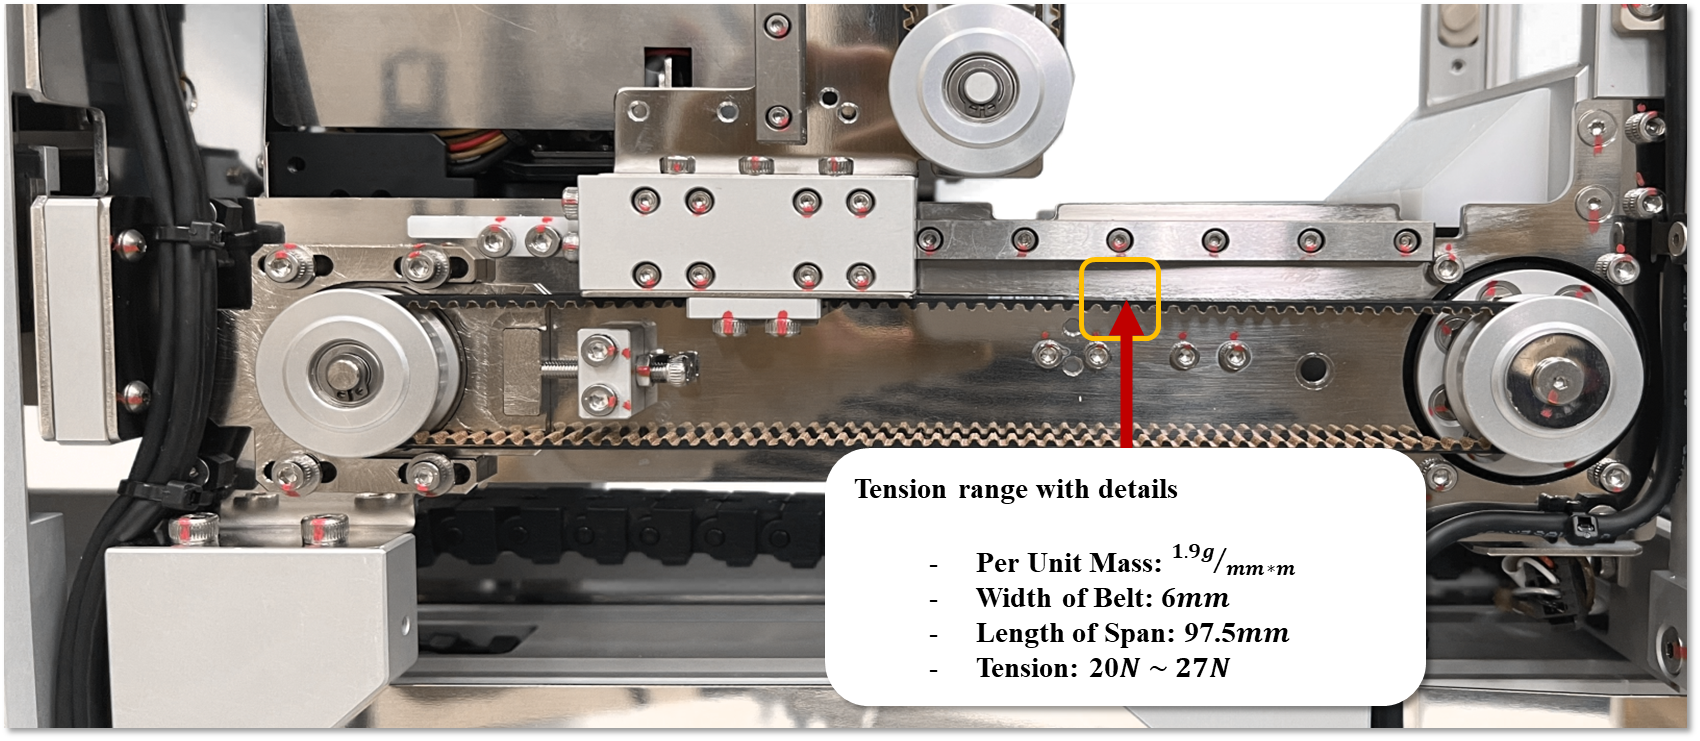 Tension range with details
- Per Unit Mass: 1.9g/mm∗m
- Width of Belt: 6mm
- Length of Span: 97.5mm
- Tension: 20N ~ 27N